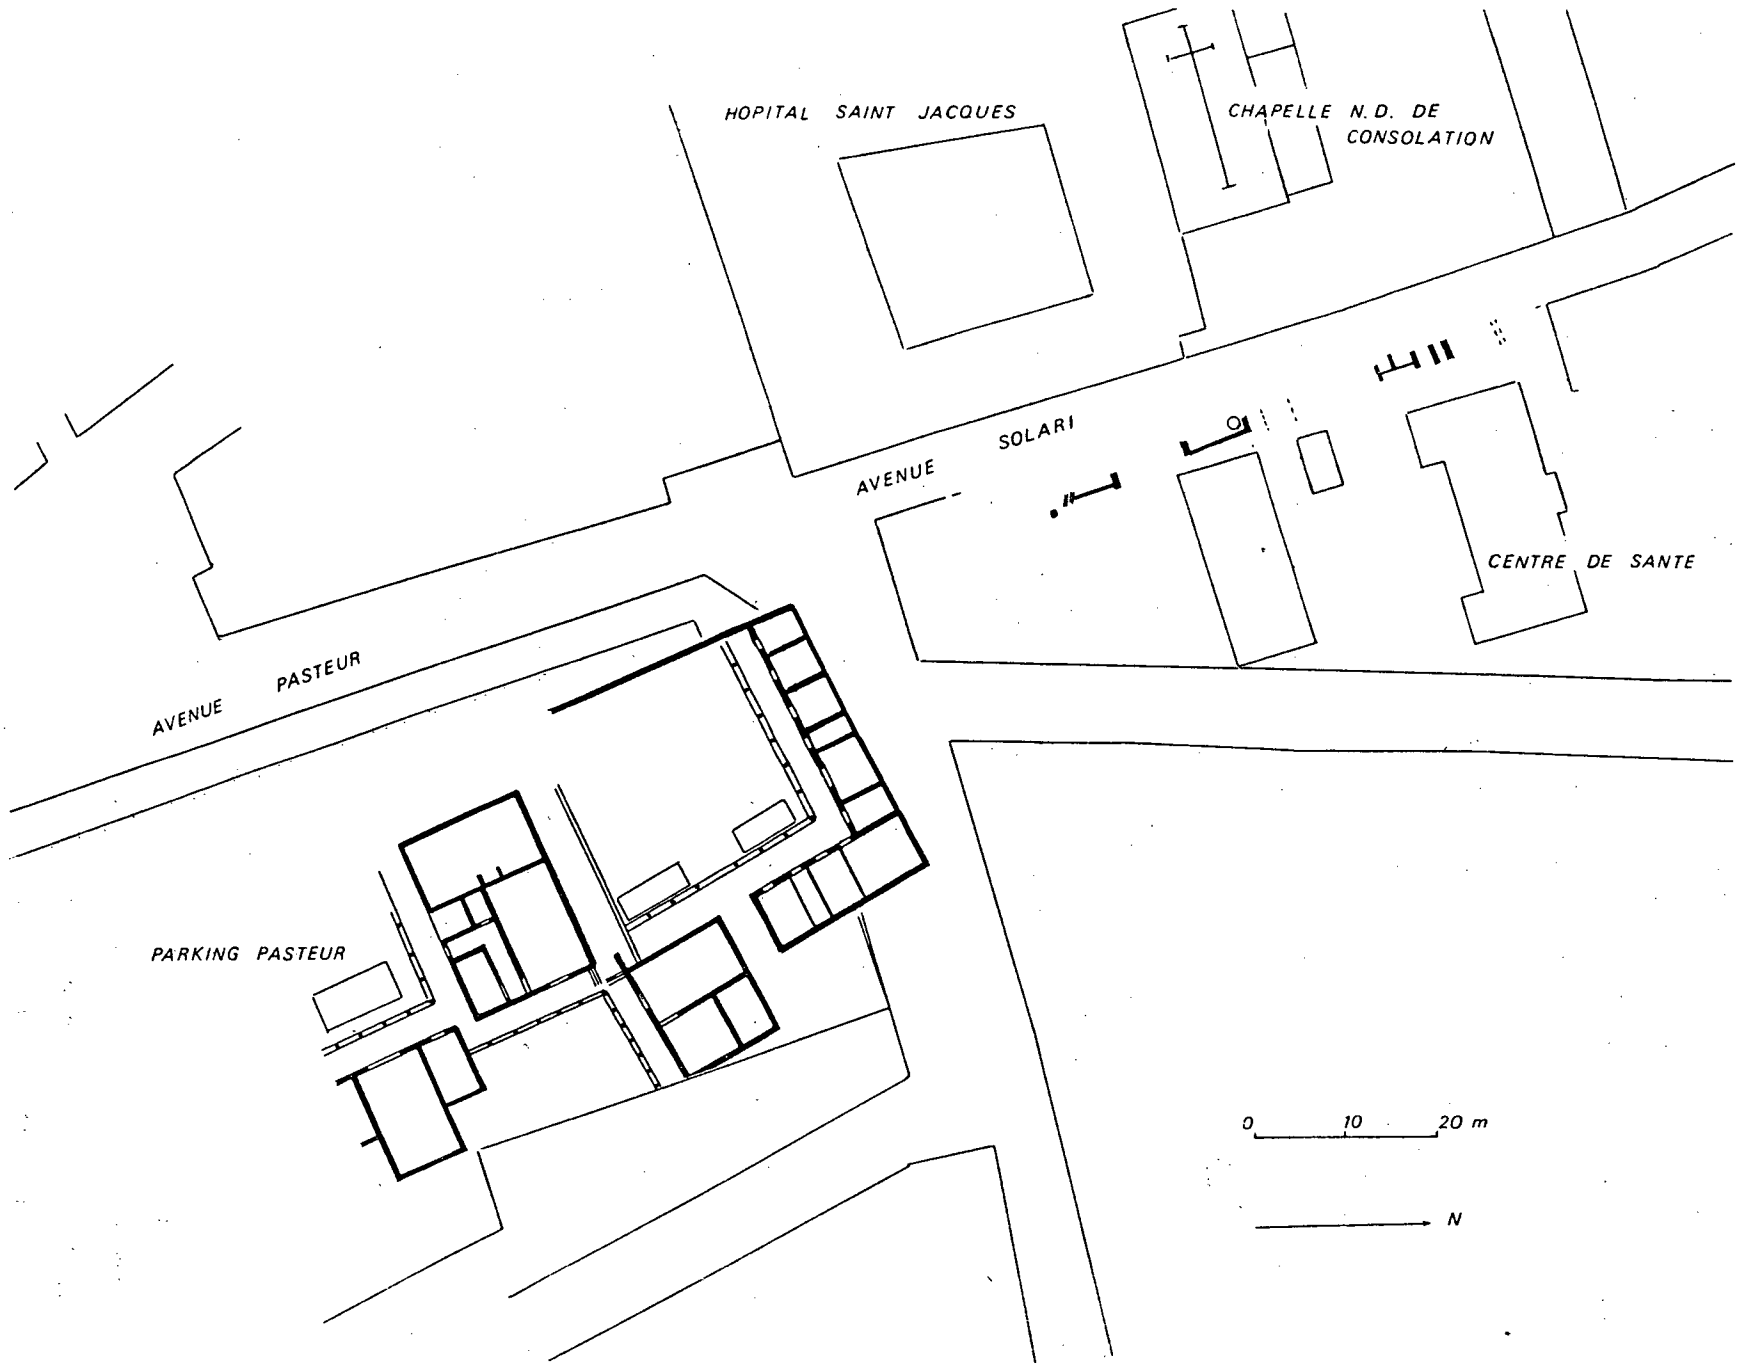 HOPITAL SAINT JACQUES
CHAPELLE N.D. DE
CONSOLATION
AVENUE SOLARI
CENTRE DE SANTE
AVENUE PASTEUR
PARKING PASTEUR
0 10 20 m
N